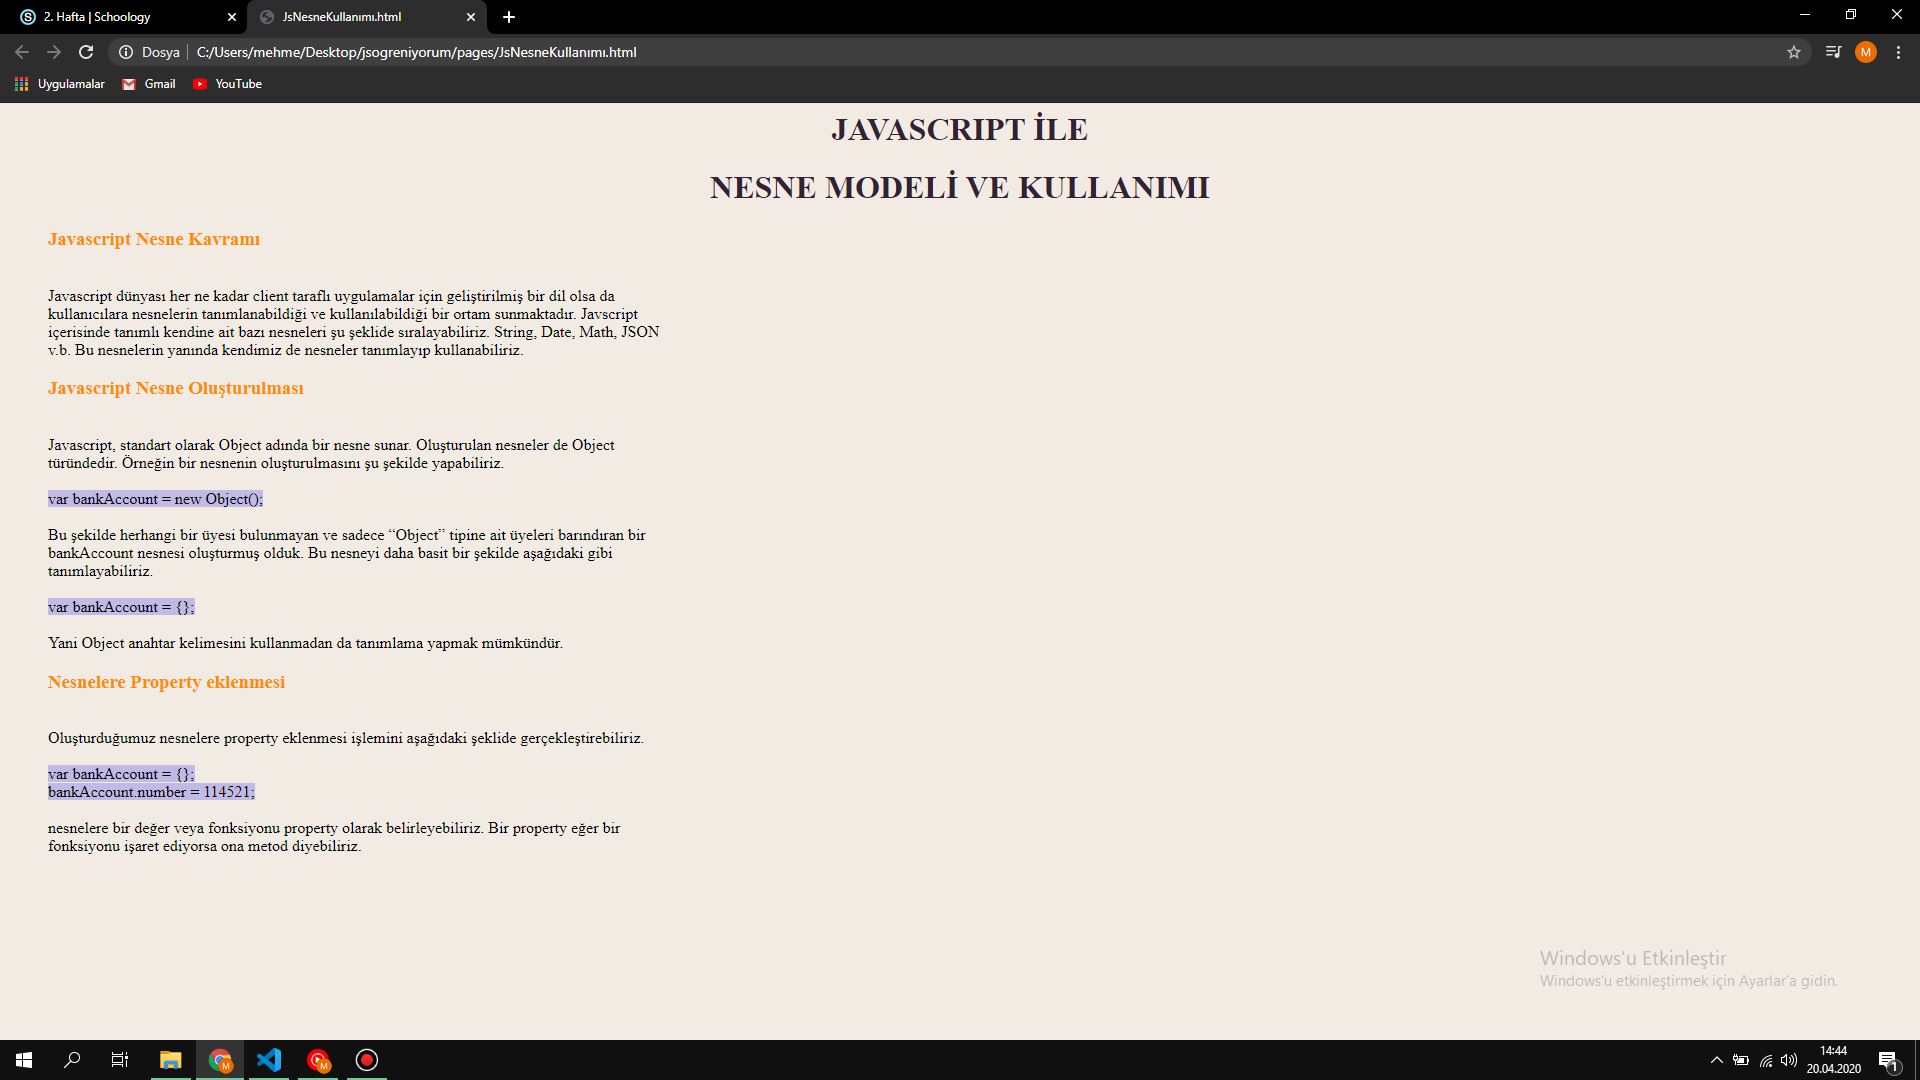 2. Hafta | Schoology
JsNesneKullanımı.html
Dosya
C:/Users/mehme/Desktop/jsogreniyorum/pages/JsNesneKullanımı.html
M
Uygulamalar
Gmail
YouTube
JAVASCRIPT İLE
NESNE MODELİ VE KULLANIMI
Javascript Nesne Kavramı
Javascript dünyası her ne kadar client taraflı uygulamalar için geliştirilmiş bir dil olsa da
kullanıcılara nesnelerin tanımlanabildiği ve kullanılabildiği bir ortam sunmaktadır. Javscript
içerisinde tanımlı kendine ait bazı nesneleri şu şeklide sıralayabiliriz. String, Date, Math, JSON
v.b. Bu nesnelerin yanında kendimiz de nesneler tanımlayıp kullanabiliriz.
Javascript Nesne Oluşturulması
Javascript, standart olarak Object adında bir nesne sunar. Oluşturulan nesneler de Object
türündedir. Örneğin bir nesnenin oluşturulmasını şu şekilde yapabiliriz.
var bankAccount = new Object();
Bu şekilde herhangi bir üyesi bulunmayan ve sadece “Object” tipine ait üyeleri barındıran bir
bankAccount nesnesi oluşturmuş olduk. Bu nesneyi daha basit bir şekilde aşağıdaki gibi
tanımlayabiliriz.
var bankAccount = {};
Yani Object anahtar kelimesini kullanmadan da tanımlama yapmak mümkündür.
Nesnelere Property eklenmesi
Oluşturduğumuz nesnelere property eklenmesi işlemini aşağıdaki şeklide gerçekleştirebiliriz.
var bankAccount = {};
bankAccount.number = 114521;
nesnelere bir değer veya fonksiyonu property olarak belirleyebiliriz. Bir property eğer bir
fonksiyonu işaret ediyorsa ona metod diyebiliriz.
Windows'u Etkinleştir
Windows'u etkinleştirmek için Ayarlar'a gidin.
M
M
14:44
20.04.2020
1